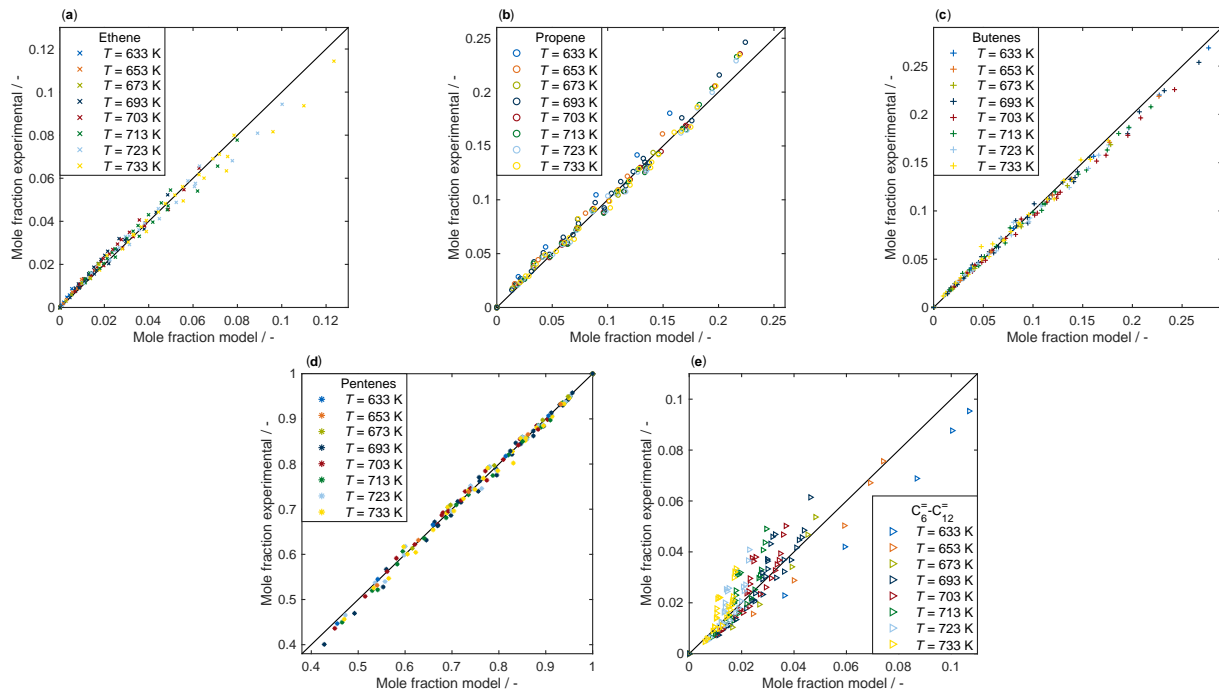 (a)
Ethene
T = 633 K
T = 653 K
T = 673 K
T = 693 K
T = 703 K
T = 713 K
T = 723 K
T = 733 K
0.12
0.1
0.08
0.06
0.04
0.02
0
0
0.02
0.04
0.06
0.08
0.1
0.12
Mole fraction experimental / -
Mole fraction model / -
(b)
Propene
T = 633 K
T = 653 K
T = 673 K
T = 693 K
T = 703 K
T = 713 K
T = 723 K
T = 733 K
0.25
0.2
0.15
0.1
0.05
0
0
0.05
0.1
0.15
0.2
0.25
Mole fraction experimental / -
Mole fraction model / -
(c)
Butenes
T = 633 K
T = 653 K
T = 673 K
T = 693 K
T = 703 K
T = 713 K
T = 723 K
T = 733 K
0.25
0.2
0.15
0.1
0.05
0
0
0.05
0.1
0.15
0.2
0.25
Mole fraction experimental / -
Mole fraction model / -
(d)
Pentenes
T = 633 K
T = 653 K
T = 673 K
T = 693 K
T = 703 K
T = 713 K
T = 723 K
T = 733 K
1
0.9
0.8
0.7
0.6
0.5
0.4
0.4
0.5
0.6
0.7
0.8
0.9
1
Mole fraction experimental / -
Mole fraction model / -
(e)
C₆⁼-C₁₂⁼
T = 633 K
T = 653 K
T = 673 K
T = 693 K
T = 703 K
T = 713 K
T = 723 K
T = 733 K
0.1
0.08
0.06
0.04
0.02
0
0
0.02
0.04
0.06
0.08
0.1
Mole fraction experimental / -
Mole fraction model / -